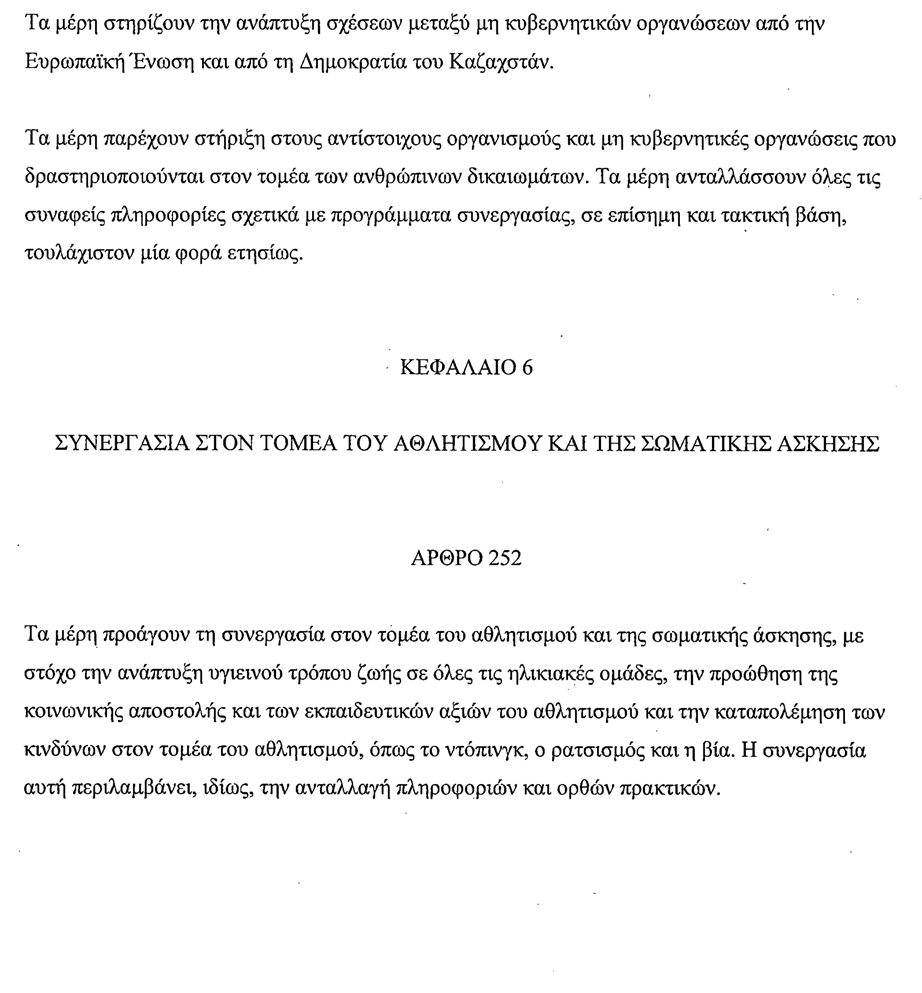 Τα μέρη στηρίζουν την ανάπτυξη σχέσεων μεταξύ μη κυβερνητικών οργανώσεων από την
Ευρωπαϊκή Ένωση και από τη Δημοκρατία του Καζαχστάν.
Τα μέρη παρέχουν στήριξη στους αντίστοιχους οργανισμούς και μη κυβερνητικές οργανώσεις που
δραστηριοποιούνται στον τομέα των ανθρώπινων δικαιωμάτων. Τα μέρη ανταλλάσσουν όλες τις
συναφείς πληροφορίες σχετικά με προγράμματα συνεργασίας, σε επίσημη και τακτική βάση,
τουλάχιστον μία φορά ετησίως.
ΚΕΦΑΛΑΙΟ 6
ΣΥΝΕΡΓΑΣΙΑ ΣΤΟΝ ΤΟΜΕΑ ΤΟΥ ΑΘΛΗΤΙΣΜΟΥ ΚΑΙ ΤΗΣ ΣΩΜΑΤΙΚΗΣ ΑΣΚΗΣΗΣ
ΑΡΘΡΟ 252
Τα μέρη προάγουν τη συνεργασία στον τομέα του αθλητισμού και της σωματικής άσκησης, με
στόχο την ανάπτυξη υγιεινού τρόπου ζωής σε όλες τις ηλικιακές ομάδες, την προώθηση της
κοινωνικής αποστολής και των εκπαιδευτικών αξιών του αθλητισμού και την καταπολέμηση των
κινδύνων στον τομέα του αθλητισμού, όπως το ντόπινγκ, ο ρατσισμός και η βία. Η συνεργασία
αυτή περιλαμβάνει, ιδίως, την ανταλλαγή πληροφοριών και ορθών πρακτικών.